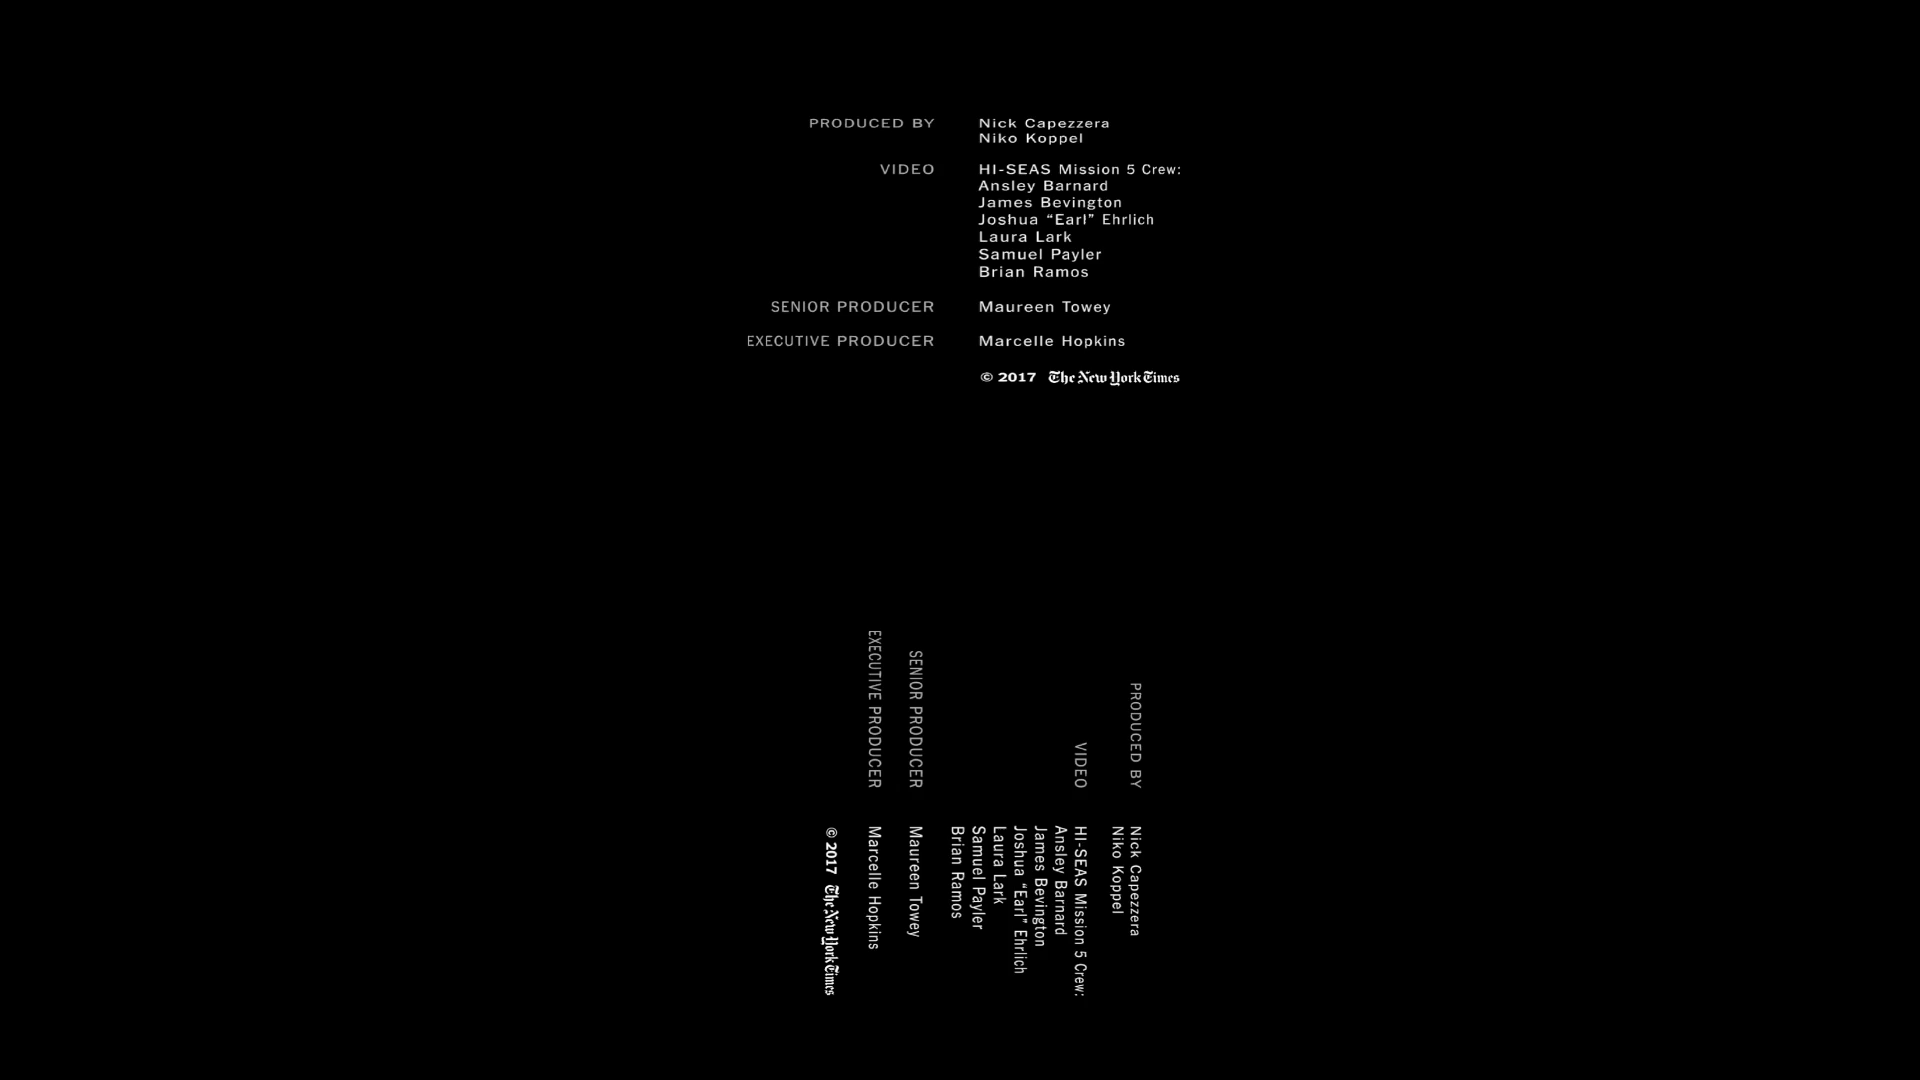 PRODUCED BY Nick Capezzera
Niko Koppel
VIDEO HI-SEAS Mission 5 Crew:
Ansley Barnard
James Bevington
Joshua “Earl” Ehrlich
Laura Lark
Samuel Payler
Brian Ramos
SENIOR PRODUCER Maureen Towey
EXECUTIVE PRODUCER Marcelle Hopkins
© 2017 The New York Times
PRODUCED BY Nick Capezzera
Niko Koppel
VIDEO HI-SEAS Mission 5 Crew:
Ansley Barnard
James Bevington
Joshua “Earl” Ehrlich
Laura Lark
Samuel Payler
Brian Ramos
SENIOR PRODUCER Maureen Towey
EXECUTIVE PRODUCER Marcelle Hopkins
© 2017 The New York Times